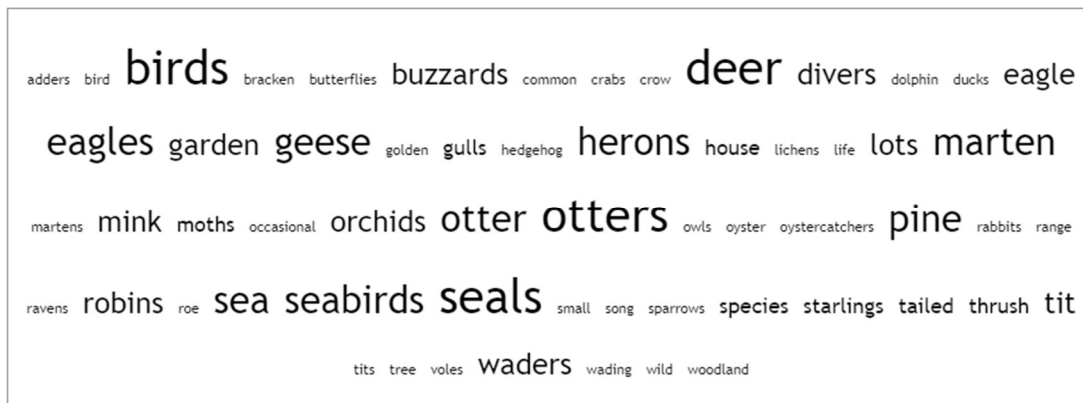 adders bird birds bracken butterflies buzzards common crabs crow deer divers dolphin ducks eagle
eagles garden geese golden gulls hedgehog herons house lichens life lots marten
martens mink moths occasional orchids otter otters owls oyster oystercatchers pine rabbits range
ravens robins roe sea seabirds seals small song sparrows species starlings tailed thrush tit
tits tree voles waders wading wild woodland